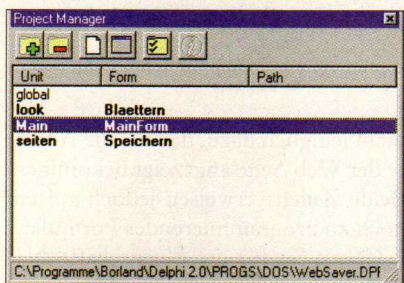 Project Manager
Unit Form Path
global
look Blaettern
Main MainForm
seiten Speichern
C:\Programme\Borland\Delphi 2.0\PROGS\DOS\WebSaver.DPF